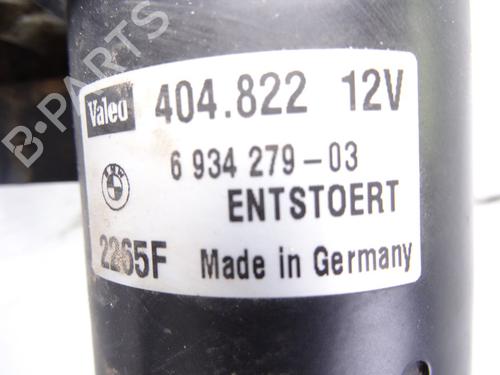 B-PARTS
Valeo 404.822 12V
6 934 279-03
ENTSTOERT
2265F Made in Germany